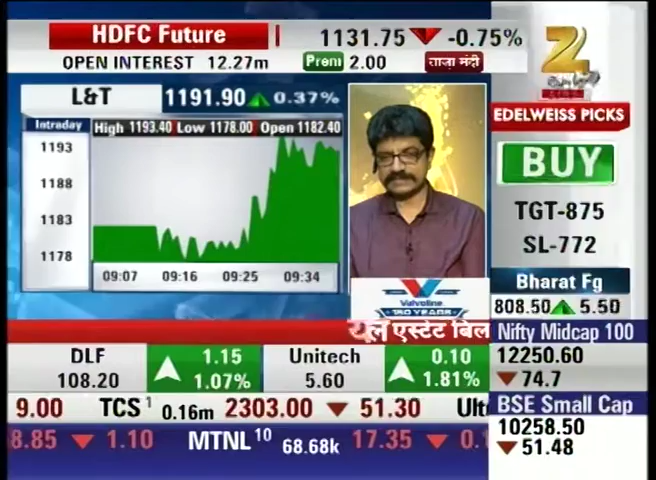 HDFC Future
1131.75 -0.75%
OPEN INTEREST 12.27m Prem 2.00 ताज़ा मंदी
L&T 1191.90 0.37%
Intraday High 1193.40 Low 1178.00 Open 1182.40
1193
1188
1183
1178
09:07 09:16 09:25 09:34
Valvoline
150 YEARS
EDELWEISS PICKS
BUY
TGT-875
SL-772
Bharat Fg
808.50 5.50
एस्टेट बिल
Nifty Midcap 100
12250.60
74.7
DLF 1.15
108.20 1.07%
Unitech 0.10
5.60 1.81%
9.00 TCS 1 0.16m 2303.00 51.30
BSE Small Cap
10258.50
51.48
8.85 1.10 MTNL 10 68.68k 17.35